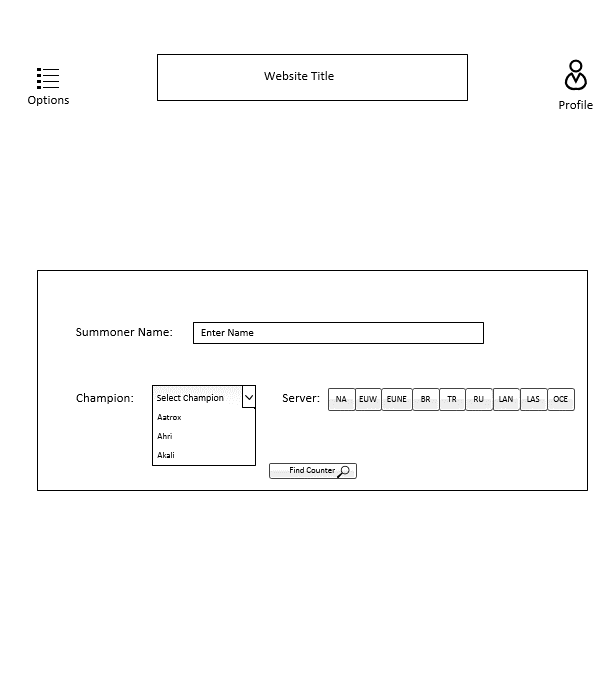 Website Title
Options
Profile
Summoner Name: Enter Name
Champion: Select Champion Server: NA EUW EUNE BR TR RU LAN LAS OCE
Aatrox
Ahri
Akali
Find Counter